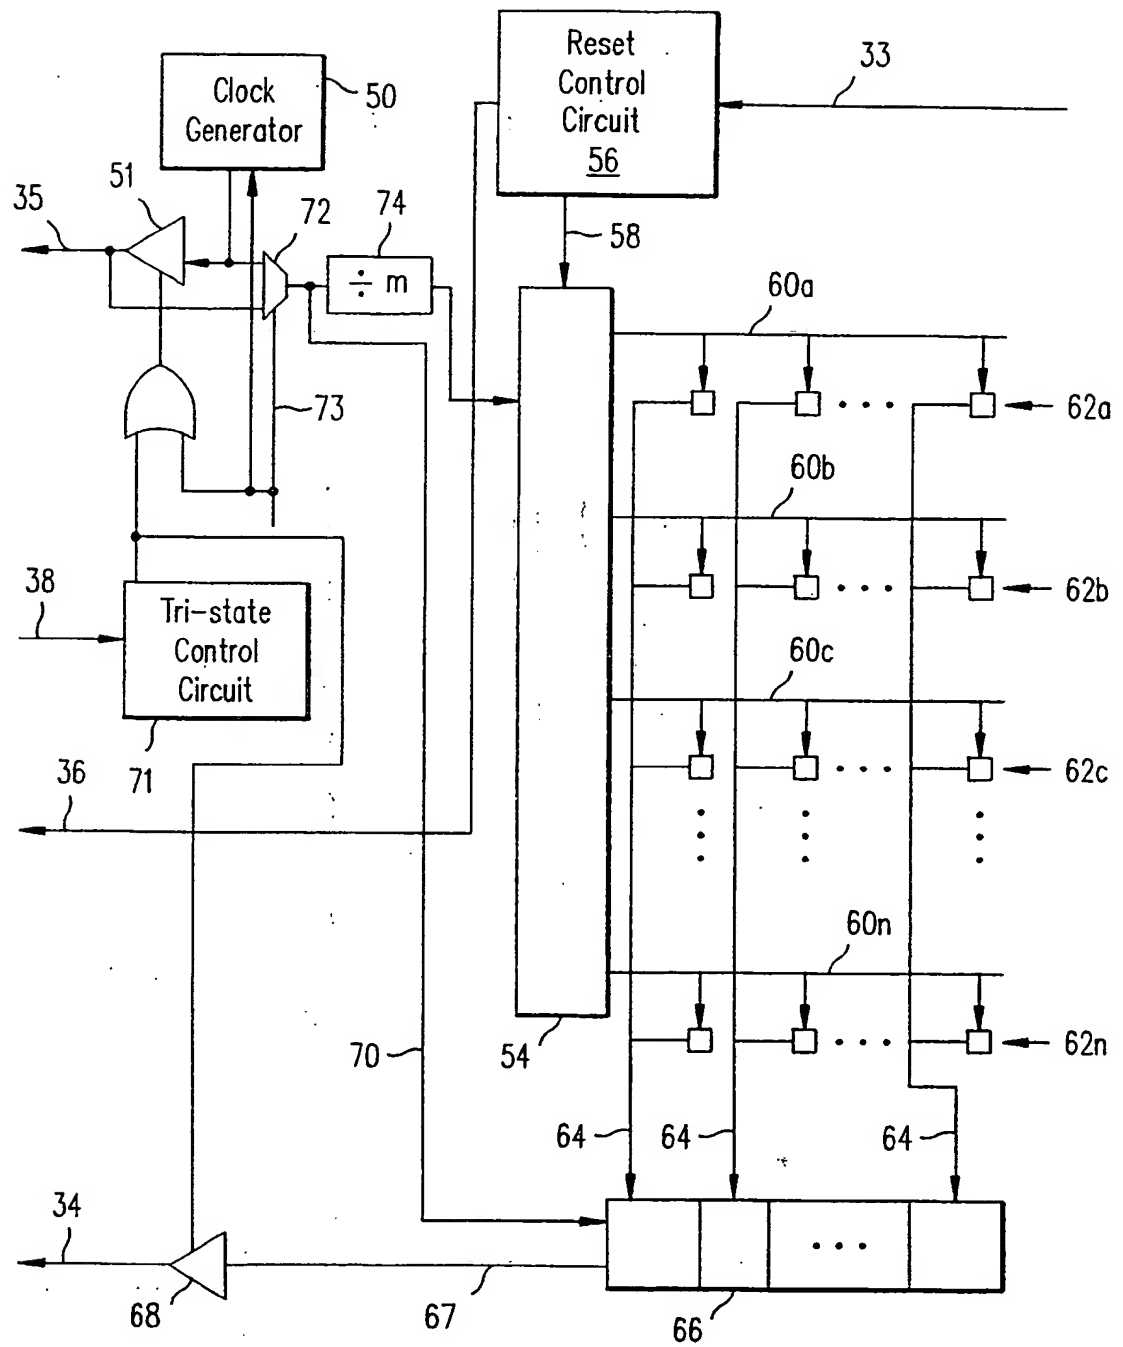 Reset
Control
Circuit
56
33
Clock
Generator
50
51
35
72
74
58
÷ m
60a
73
62a
60b
38
62b
Tri-state
Control
Circuit
60c
71
36
62c
60n
70
54
62n
64
64
64
34
68
67
66